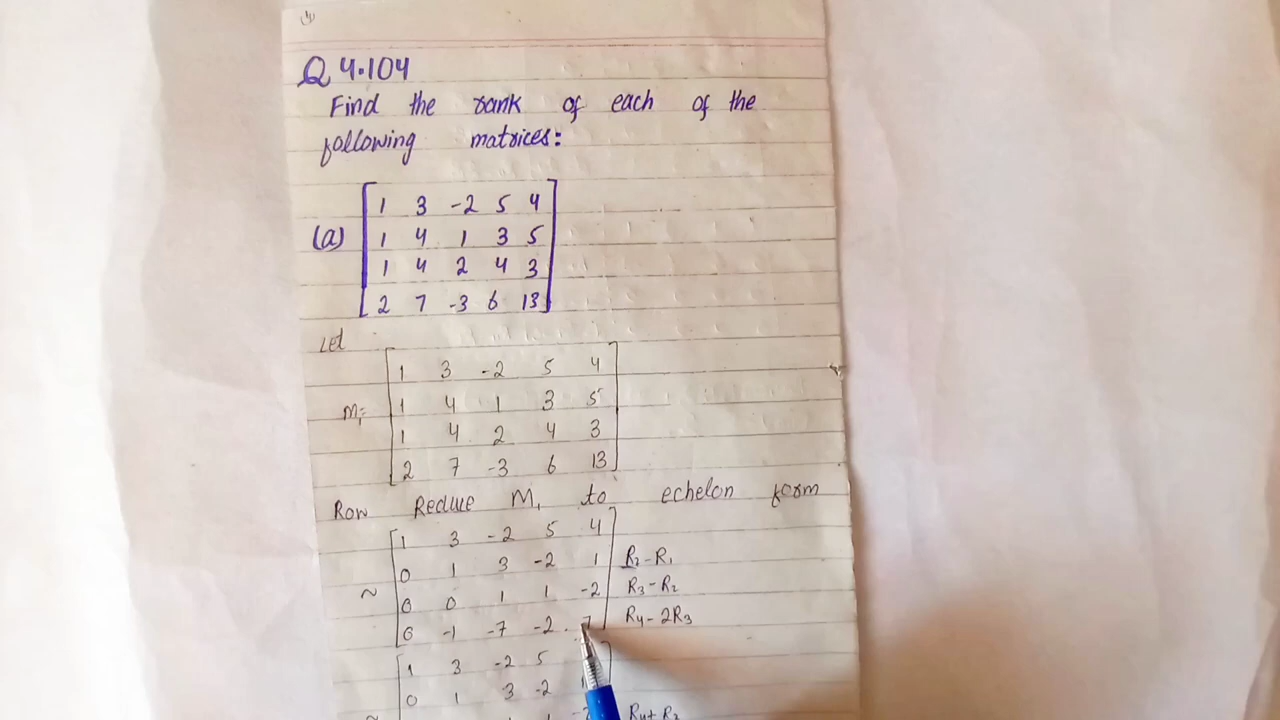 Q 4.104
Find the rank of each of the
following matrices:
(a)
1 3 -2 5 4
1 4 1 3 5
1 4 2 4 3
2 7 -3 6 13
Let
M₁=
1 3 -2 5 4
1 4 1 3 5
1 4 2 4 3
2 7 -3 6 13
Row Reduce M₁ to echelon form
~
1 3 -2 5 4
0 1 3 -2 1 R₂-R₁
0 0 1 1 -2 R₃-R₂
0 -1 -7 -2 7 R₄-2R₃
1 3 -2 5
0 1 3 -2
R₄+R₂